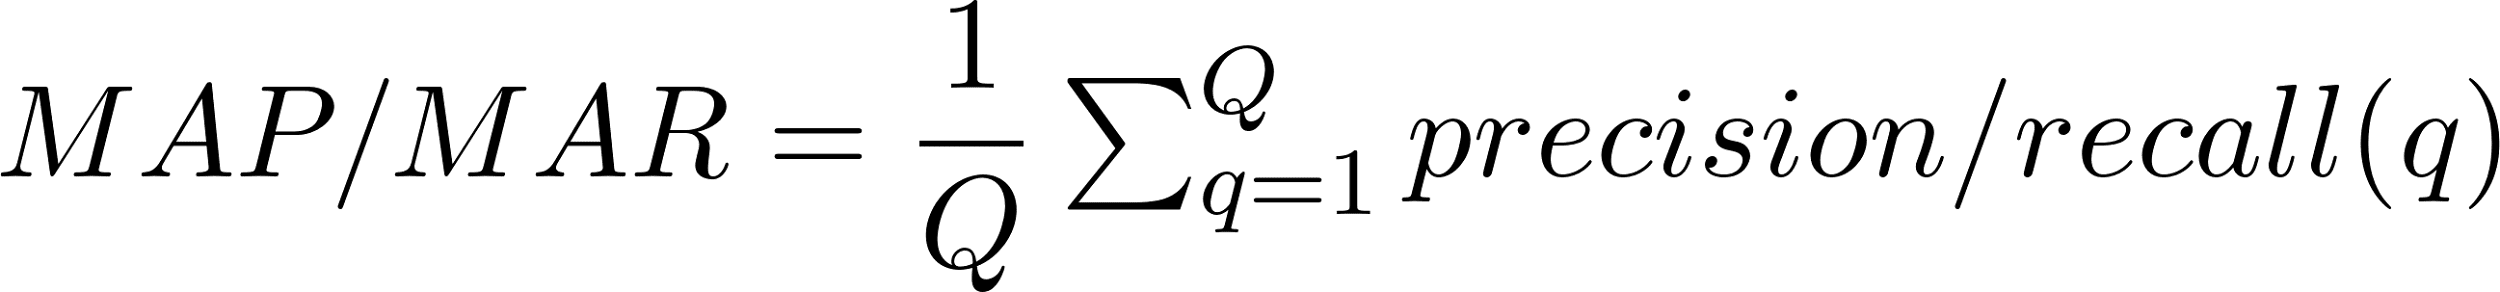 MAP/MAR = \frac{1}{Q} \sum_{q=1}^{Q} precision/recall(q)